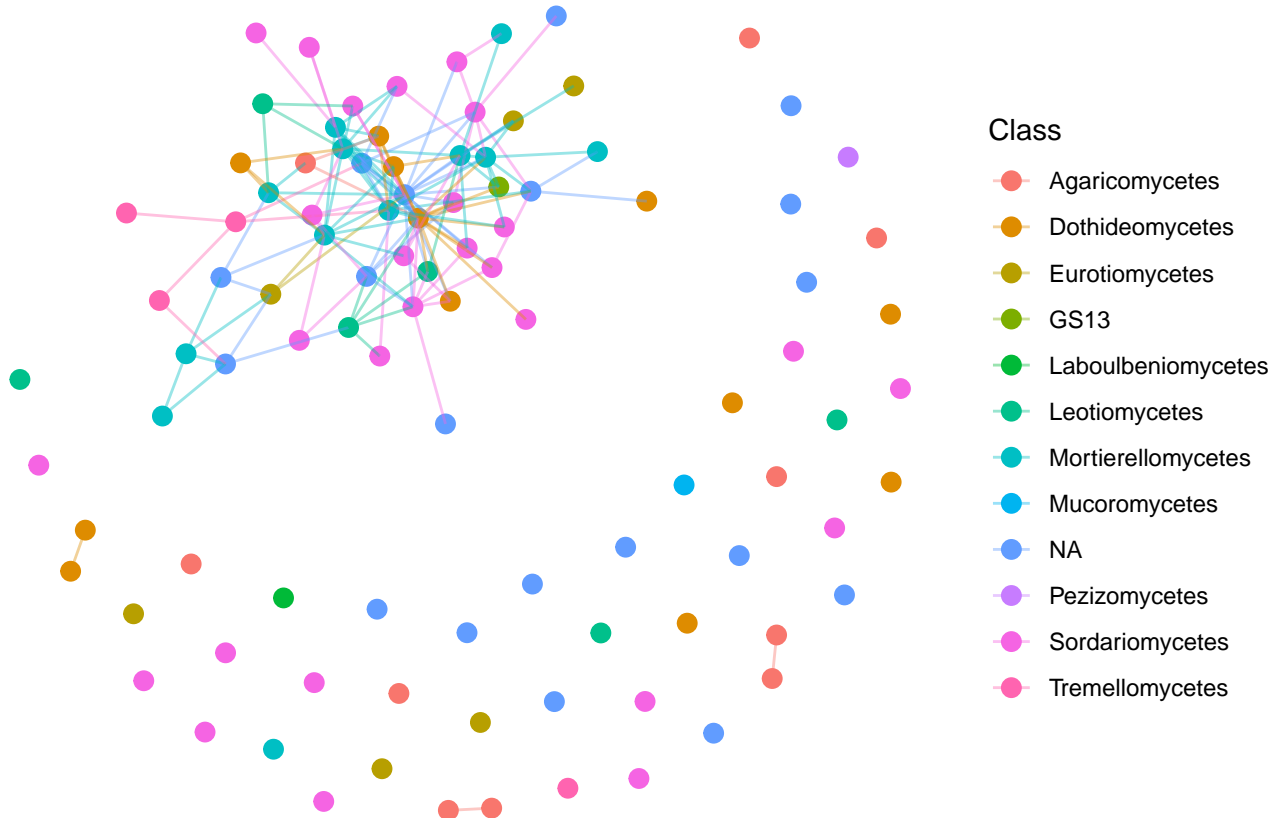 Class
Agaricomycetes
Dothideomycetes
Eurotiomycetes
GS13
Laboulbeniomycetes
Leotiomycetes
Mortierellomycetes
Mucoromycetes
NA
Pezizomycetes
Sordariomycetes
Tremellomycetes